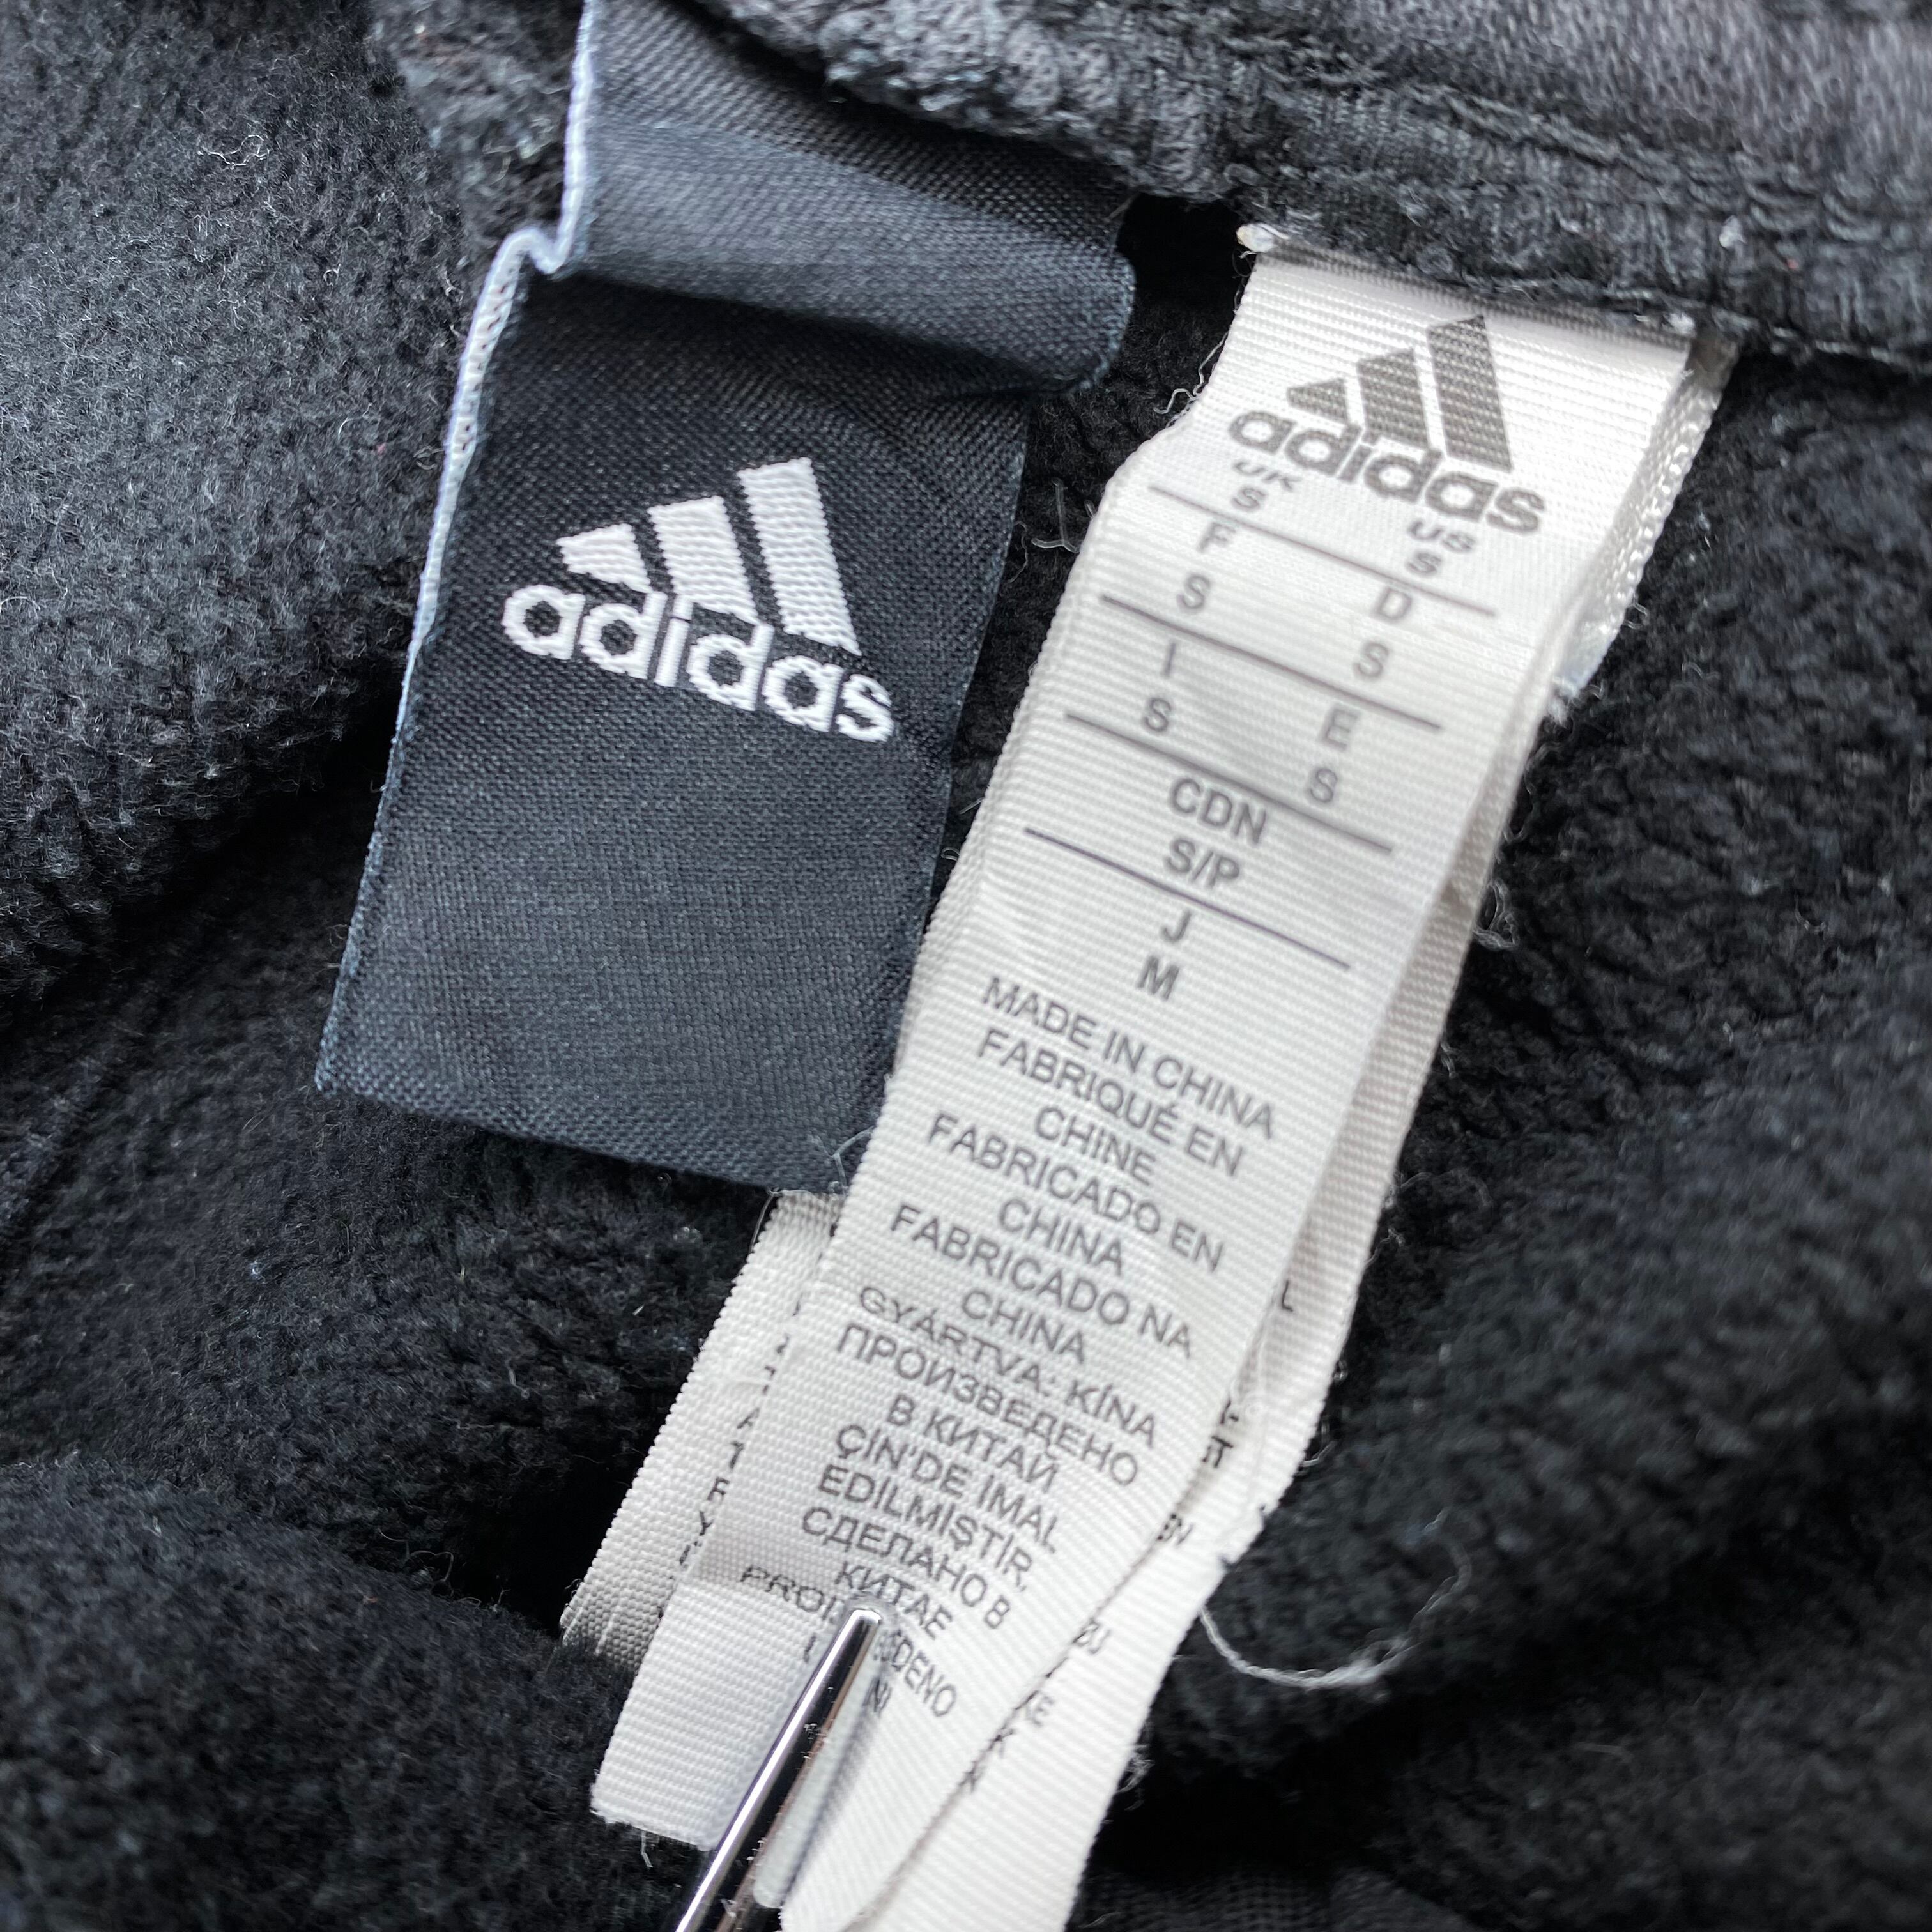 adidas
adidas
UK US
S S
F D
S S
I E
S S
CDN
S/P
J
M
MADE IN CHINA
FABRIQUÉ EN
CHINE
FABRICADO EN
CHINA
FABRICADO NA
CHINA
GYÁRTVA: KÍNA
ПРОИЗВЕДЕНО
В КИТАЙ
ÇIN'DE IMAL
EDILMIŞTİR.
СДЕЛАНО В
КИТАЕ